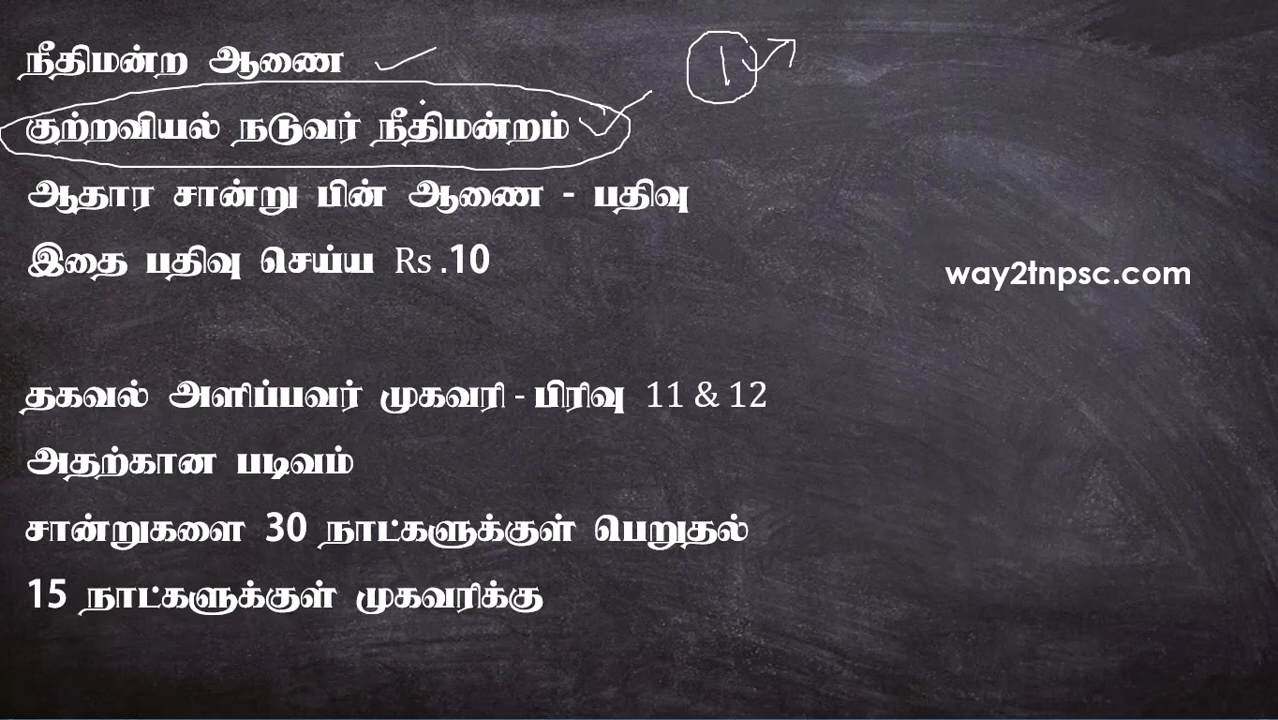 நீதிமன்ற ஆணை
1
குற்றவியல் நடுவர் நீதிமன்றம்
ஆதார சான்று பின் ஆணை - பதிவு
இதை பதிவு செய்ய Rs .10
way2tnpsc.com
தகவல் அளிப்பவர் முகவரி - பிரிவு 11 & 12
அதற்கான படிவம்
சான்றுகளை 30 நாட்களுக்குள் பெறுதல்
15 நாட்களுக்குள் முகவரிக்கு